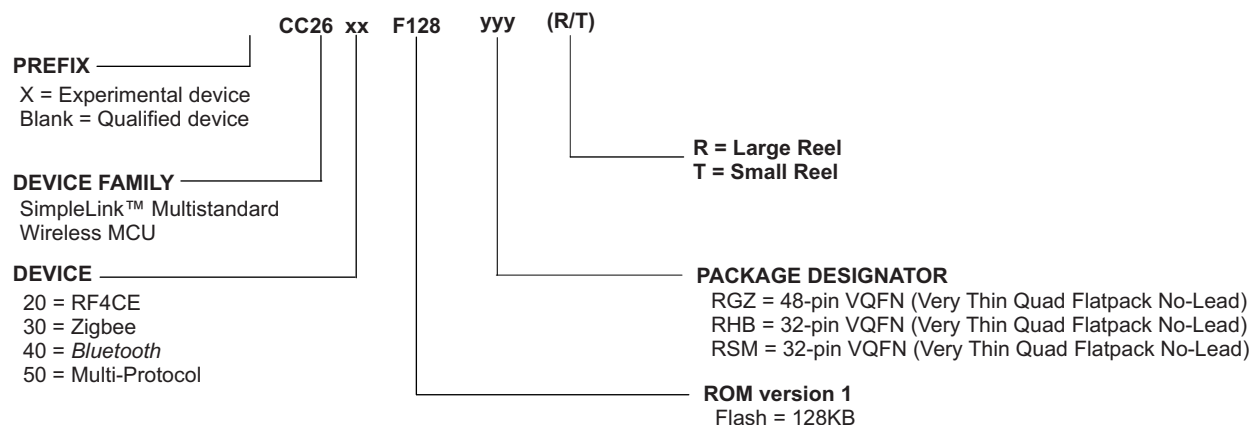 CC26 xx F128 yyy (R/T)
PREFIX
X = Experimental device
Blank = Qualified device
DEVICE FAMILY
SimpleLink™ Multistandard
Wireless MCU
DEVICE
20 = RF4CE
30 = Zigbee
40 = Bluetooth
50 = Multi-Protocol
R = Large Reel
T = Small Reel
PACKAGE DESIGNATOR
RGZ = 48-pin VQFN (Very Thin Quad Flatpack No-Lead)
RHB = 32-pin VQFN (Very Thin Quad Flatpack No-Lead)
RSM = 32-pin VQFN (Very Thin Quad Flatpack No-Lead)
ROM version 1
Flash = 128KB